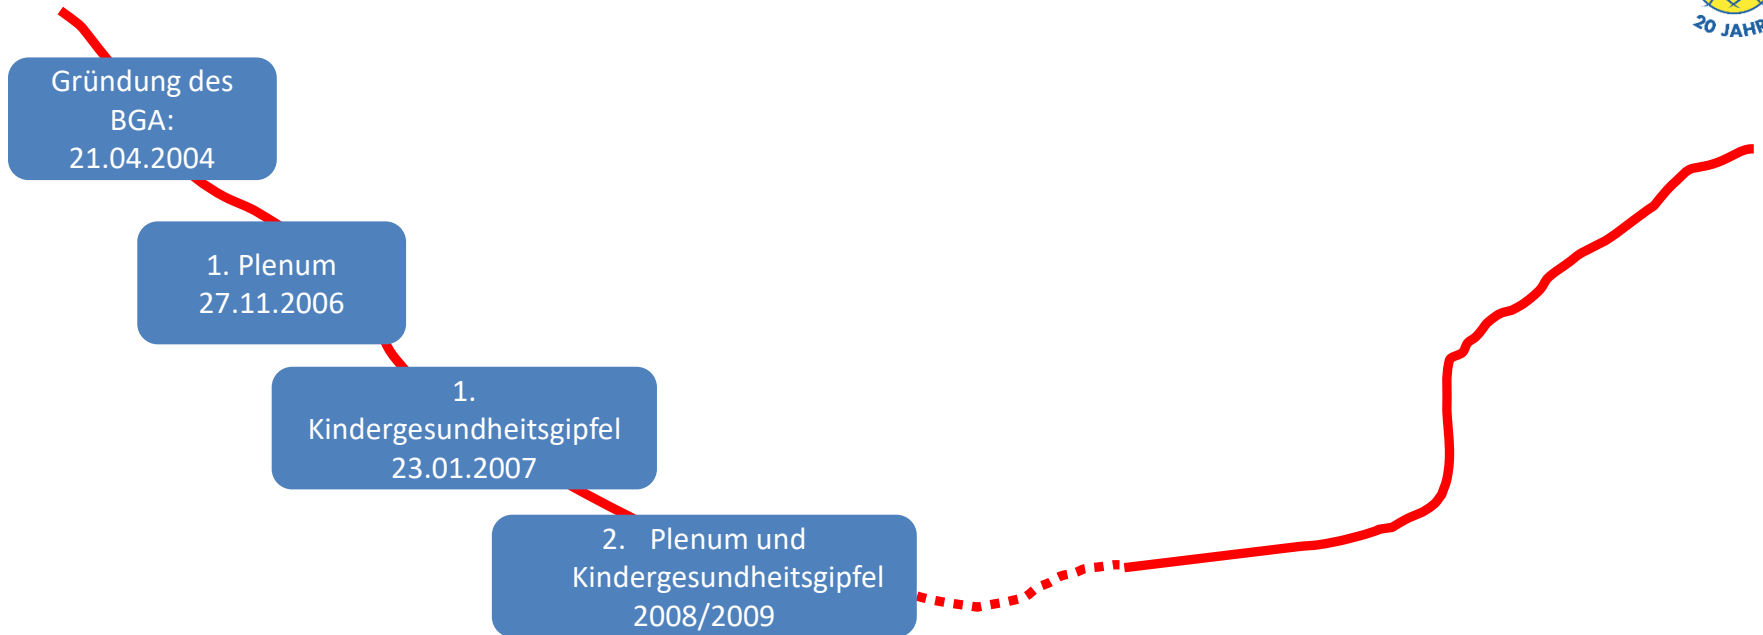 20 JAHR
Gründung des
BGA:
21.04.2004
1. Plenum
27.11.2006
1.
Kindergesundheitsgipfel
23.01.2007
2. Plenum und
Kindergesundheitsgipfel
2008/2009